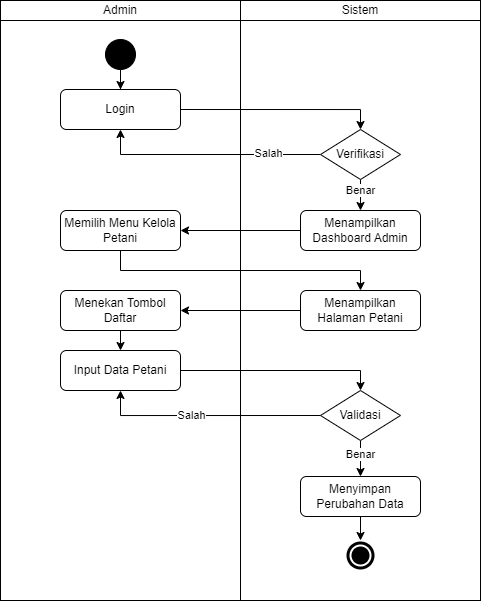 Admin
Sistem
Login
Verifikasi
Salah
Benar
Memilih Menu Kelola
Petani
Menampilkan
Dashboard Admin
Menekan Tombol
Daftar
Menampilkan
Halaman Petani
Input Data Petani
Validasi
Salah
Benar
Menyimpan
Perubahan Data